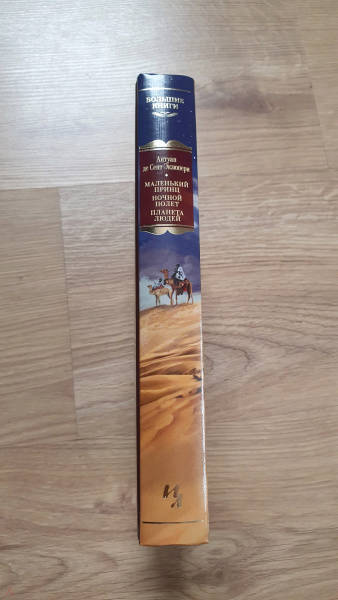 БОЛЬШИЕ
КНИГИ
Антуан
де Сент-Экзюпери
МАЛЕНЬКИЙ
ПРИНЦ
НОЧНОЙ
ПОЛЕТ
ПЛАНЕТА
ЛЮДЕЙ